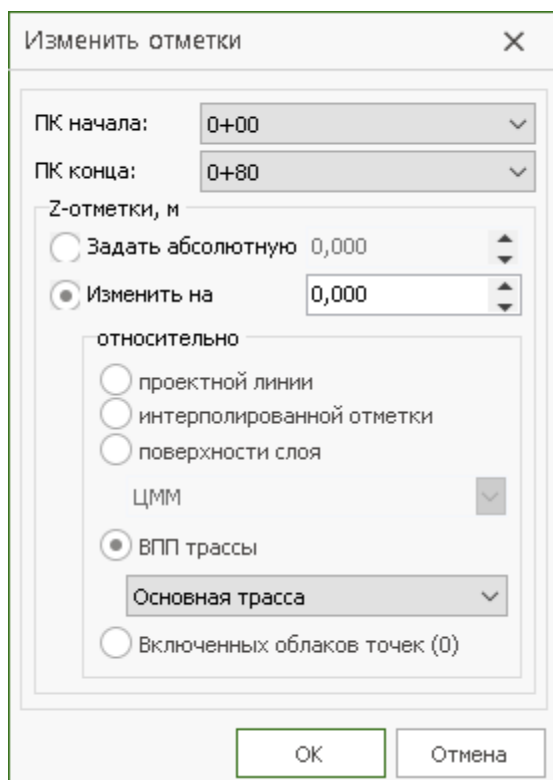 Изменить отметки
ПК начала: 0+00
ПК конца: 0+80
Z-отметки, м
Задать абсолютную 0,000
Изменить на 0,000
относительно
проектной линии
интерполированной отметки
поверхности слоя
ЦММ
ВПП трассы
Основная трасса
Включенных облаков точек (0)
ОК Отмена